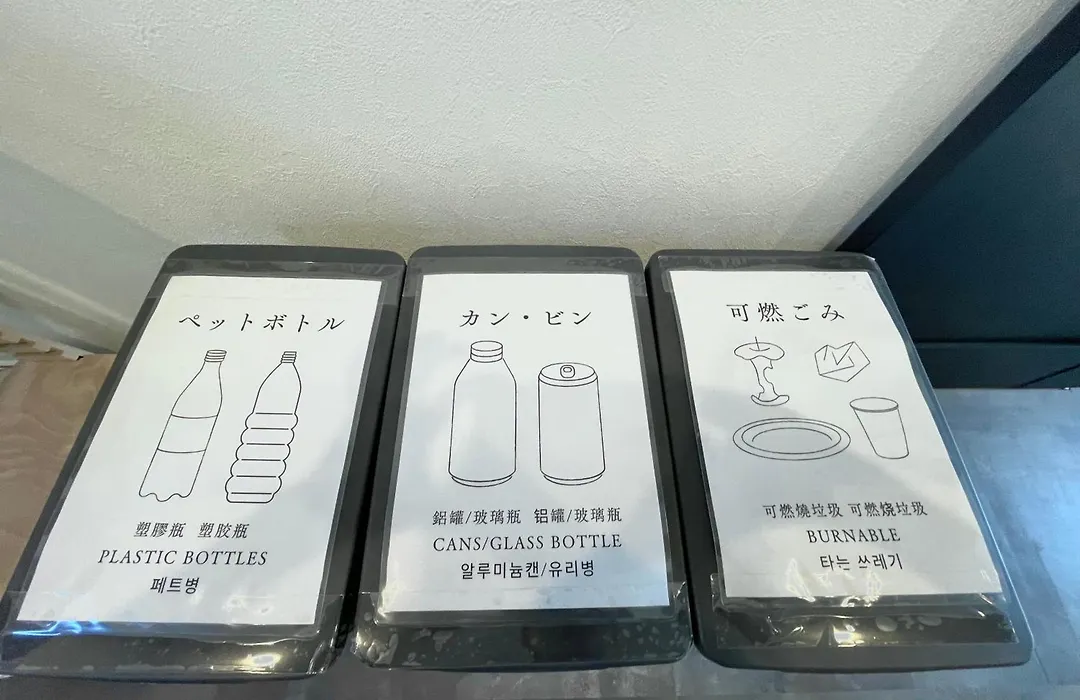 ペットボトル
塑膠瓶 塑胶瓶
PLASTIC BOTTLES
페트병
カン・ビン
鋁罐/玻璃瓶 铝罐/玻璃瓶
CANS/GLASS BOTTLE
알루미늄캔/유리병
可燃ごみ
可燃燒垃圾 可燃烧垃圾
BURNABLE
타는 쓰레기